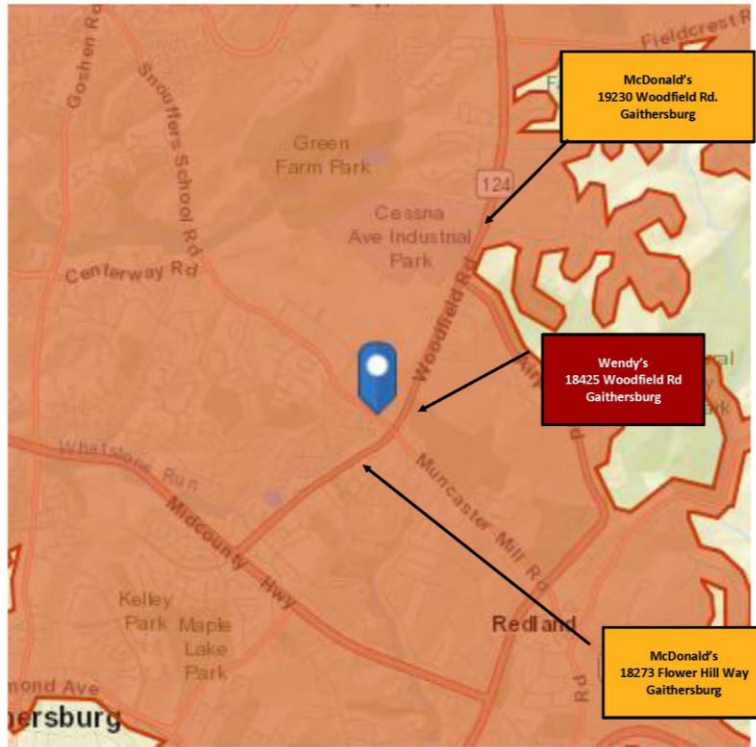 Fieldcrest R
Goshen Rd
Snouffers School Rd
McDonald's
19230 Woodfield Rd.
Gaithersburg
Green
Farm Park
124
Cessna
Ave Industrial
Park
Centerway Rd
Woodfield Rd
Wendy's
18425 Woodfield Rd
Gaithersburg
Whetstone Run
Muncaster Mill Rd
Midcounty Hwy
Kelley
Park
Maple
Lake
Park
Redland
McDonald's
18273 Flower Hill Way
Gaithersburg
mond Ave
hersburg